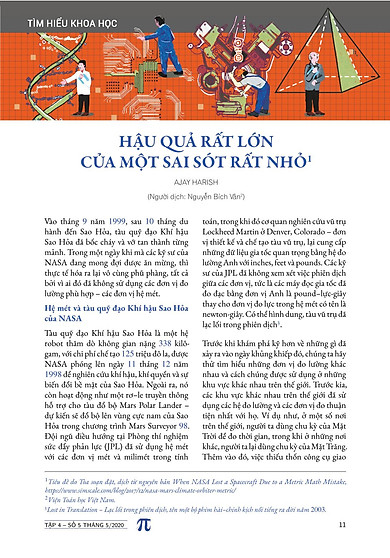 TÌM HIỂU KHOA HỌC
HẬU QUẢ RẤT LỚN
CỦA MỘT SAI SÓT RẤT NHỎ¹
AJAY HARISH
(Người dịch: Nguyễn Bích Vân²)
Vào tháng 9 năm 1999, sau 10 tháng du
hành đến Sao Hỏa, tàu quỹ đạo Khí hậu
Sao Hỏa đã bốc cháy và vỡ tan thành từng
mảnh. Trong một ngày khi mà các kỹ sư của
NASA đang mong đợi được ăn mừng, thì
thực tế hóa ra lại vô cùng phũ phàng, tất cả
bởi vì ai đó đã không sử dụng các đơn vị đo
lường phù hợp – các đơn vị hệ mét.
Hệ mét và tàu quỹ đạo Khí hậu Sao Hỏa
của NASA
Tàu quỹ đạo Khí hậu Sao Hỏa là một hệ
robot thăm dò không gian nặng 338 kilô-
gam, với chi phí chế tạo 125 triệu đô la, được
NASA phóng lên ngày 11 tháng 12 năm
1998 để nghiên cứu khí hậu, khí quyển và sự
biến đổi bề mặt của Sao Hỏa. Ngoài ra, nó
còn hoạt động như một rơ–le truyền thông
hỗ trợ cho tàu đổ bộ Mars Polar Lander –
dự kiến sẽ đổ bộ lên vùng cực nam của Sao
Hỏa trong chương trình Mars Surveyor 98.
Đội ngũ điều hướng tại Phòng thí nghiệm
sức đẩy phản lực (JPL) đã sử dụng hệ mét
với các đơn vị mét và milimét trong tính
toán, trong khi đó cơ quan nghiên cứu vũ trụ
Lockheed Martin ở Denver, Colorado – đơn
vị thiết kế và chế tạo tàu vũ trụ, lại cung cấp
những dữ liệu gia tốc quan trọng bằng hệ đo
lường Anh với inches, feet và pounds. Các kỹ
sư của JPL đã không xem xét việc phiên dịch
giữa các đơn vị, tức là các máy đọc gia tốc đã
đo đạc bằng đơn vị Anh là pound–lực–giây
thay cho đơn vị đo lực trong hệ mét có tên là
newton-giây. Có thể hình dung, tàu vũ trụ đã
lạc lối trong phiên dịch³.
Trước khi khám phá kỹ hơn về những gì đã
xảy ra vào ngày khủng khiếp đó, chúng ta hãy
thử tìm hiểu những đơn vị đo lường khác
nhau và cách chúng được sử dụng ở những
khu vực khác nhau trên thế giới. Trước kia,
các khu vực khác nhau trên thế giới đã sử
dụng các hệ đo lường và các đơn vị đo thuận
tiện nhất với họ. Ví dụ như, ở một số nơi
trên thế giới, người ta dùng chu kỳ của Mặt
Trời để đo thời gian, trong khi ở những nơi
khác, người ta lại dùng chu kỳ của Mặt Trăng.
Thêm vào đó, việc thiếu thốn công cụ giao
¹Tiêu đề do Tòa soạn đặt, dịch từ nguyên bản When NASA Lost a Spacecraft Due to a Metric Math Mistake,
https://www.simscale.com/blog/2017/12/nasa-mars-climate-orbiter-metric/
²Viện Toán học Việt Nam.
³Lost in Translation – Lạc lối trong phiên dịch, tên một bộ phim hài–chính kịch nổi tiếng ra đời năm 2003.
TẬP 4 – SỐ 5 THÁNG 5/2020
π
11